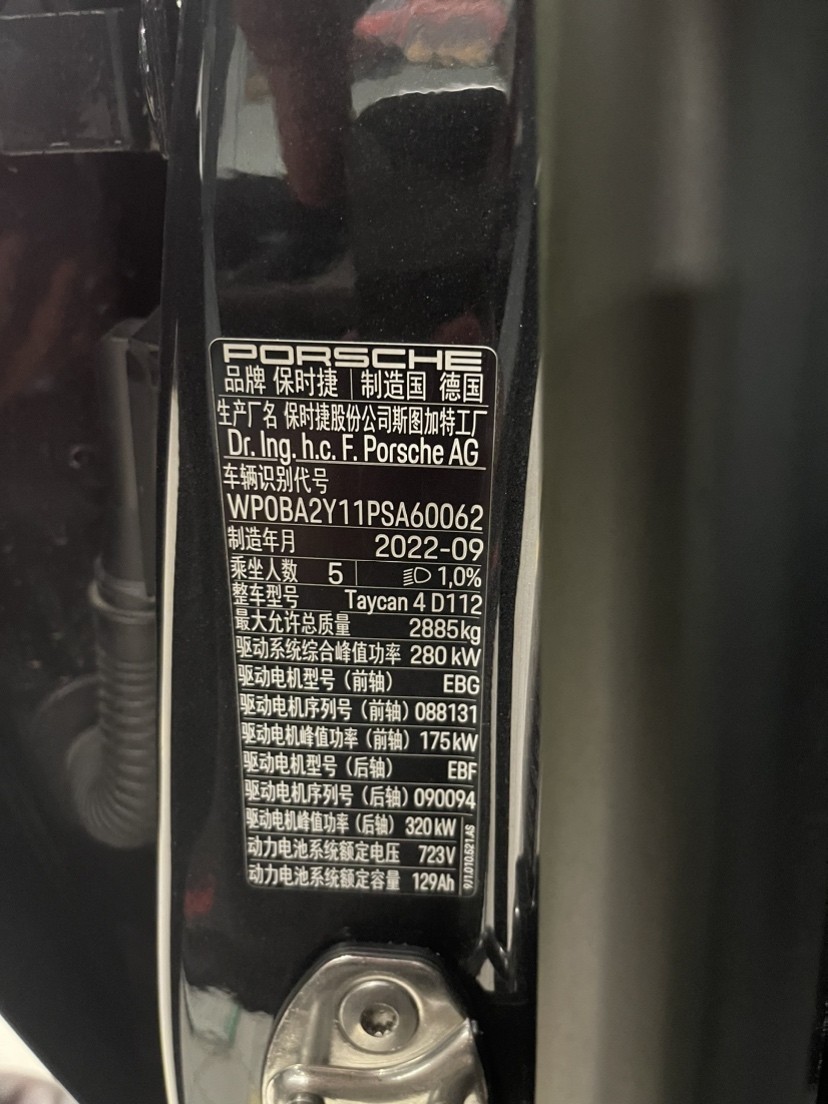 PORSCHE
品牌 保时捷 制造国 德国
生产厂名 保时捷股份公司斯图加特工厂
Dr. Ing. h.c. F. Porsche AG
车辆识别代号
WP0BA2Y11PSA60062
制造年月 2022-09
乘坐人数 5 1,0%
整车型号 Taycan 4 D112
最大允许总质量 2885kg
驱动系统综合峰值功率 280 kW
驱动电机型号（前轴） EBG
驱动电机序列号（前轴）088131
驱动电机峰值功率（前轴）175kW
驱动电机型号（后轴） EBF
驱动电机序列号（后轴）090094
驱动电机峰值功率（后轴）320 kW
动力电池系统额定电压 723V
动力电池系统额定容量 129Ah
9J1.010.621.AS